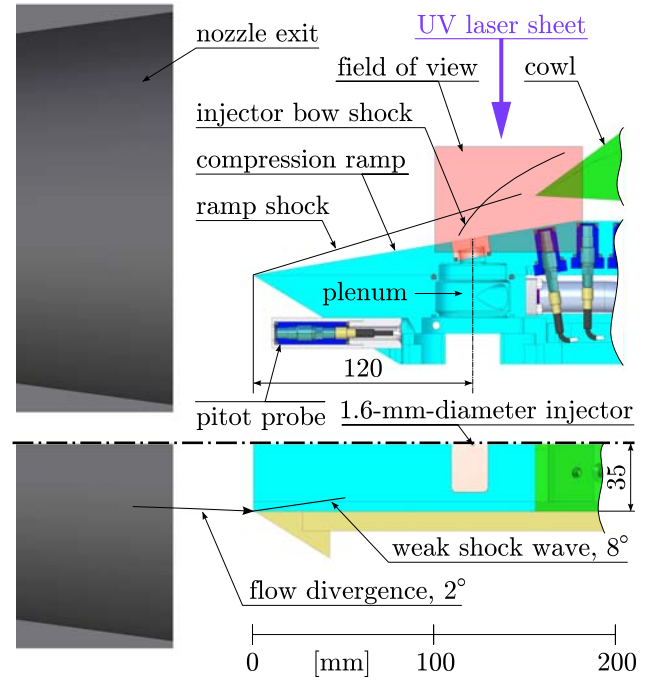 UV laser sheet
nozzle exit
field of view
cowl
injector bow shock
compression ramp
ramp shock
plenum
120
pitot probe
1.6-mm-diameter injector
35
weak shock wave, 8°
flow divergence, 2°
0 [mm] 100 200